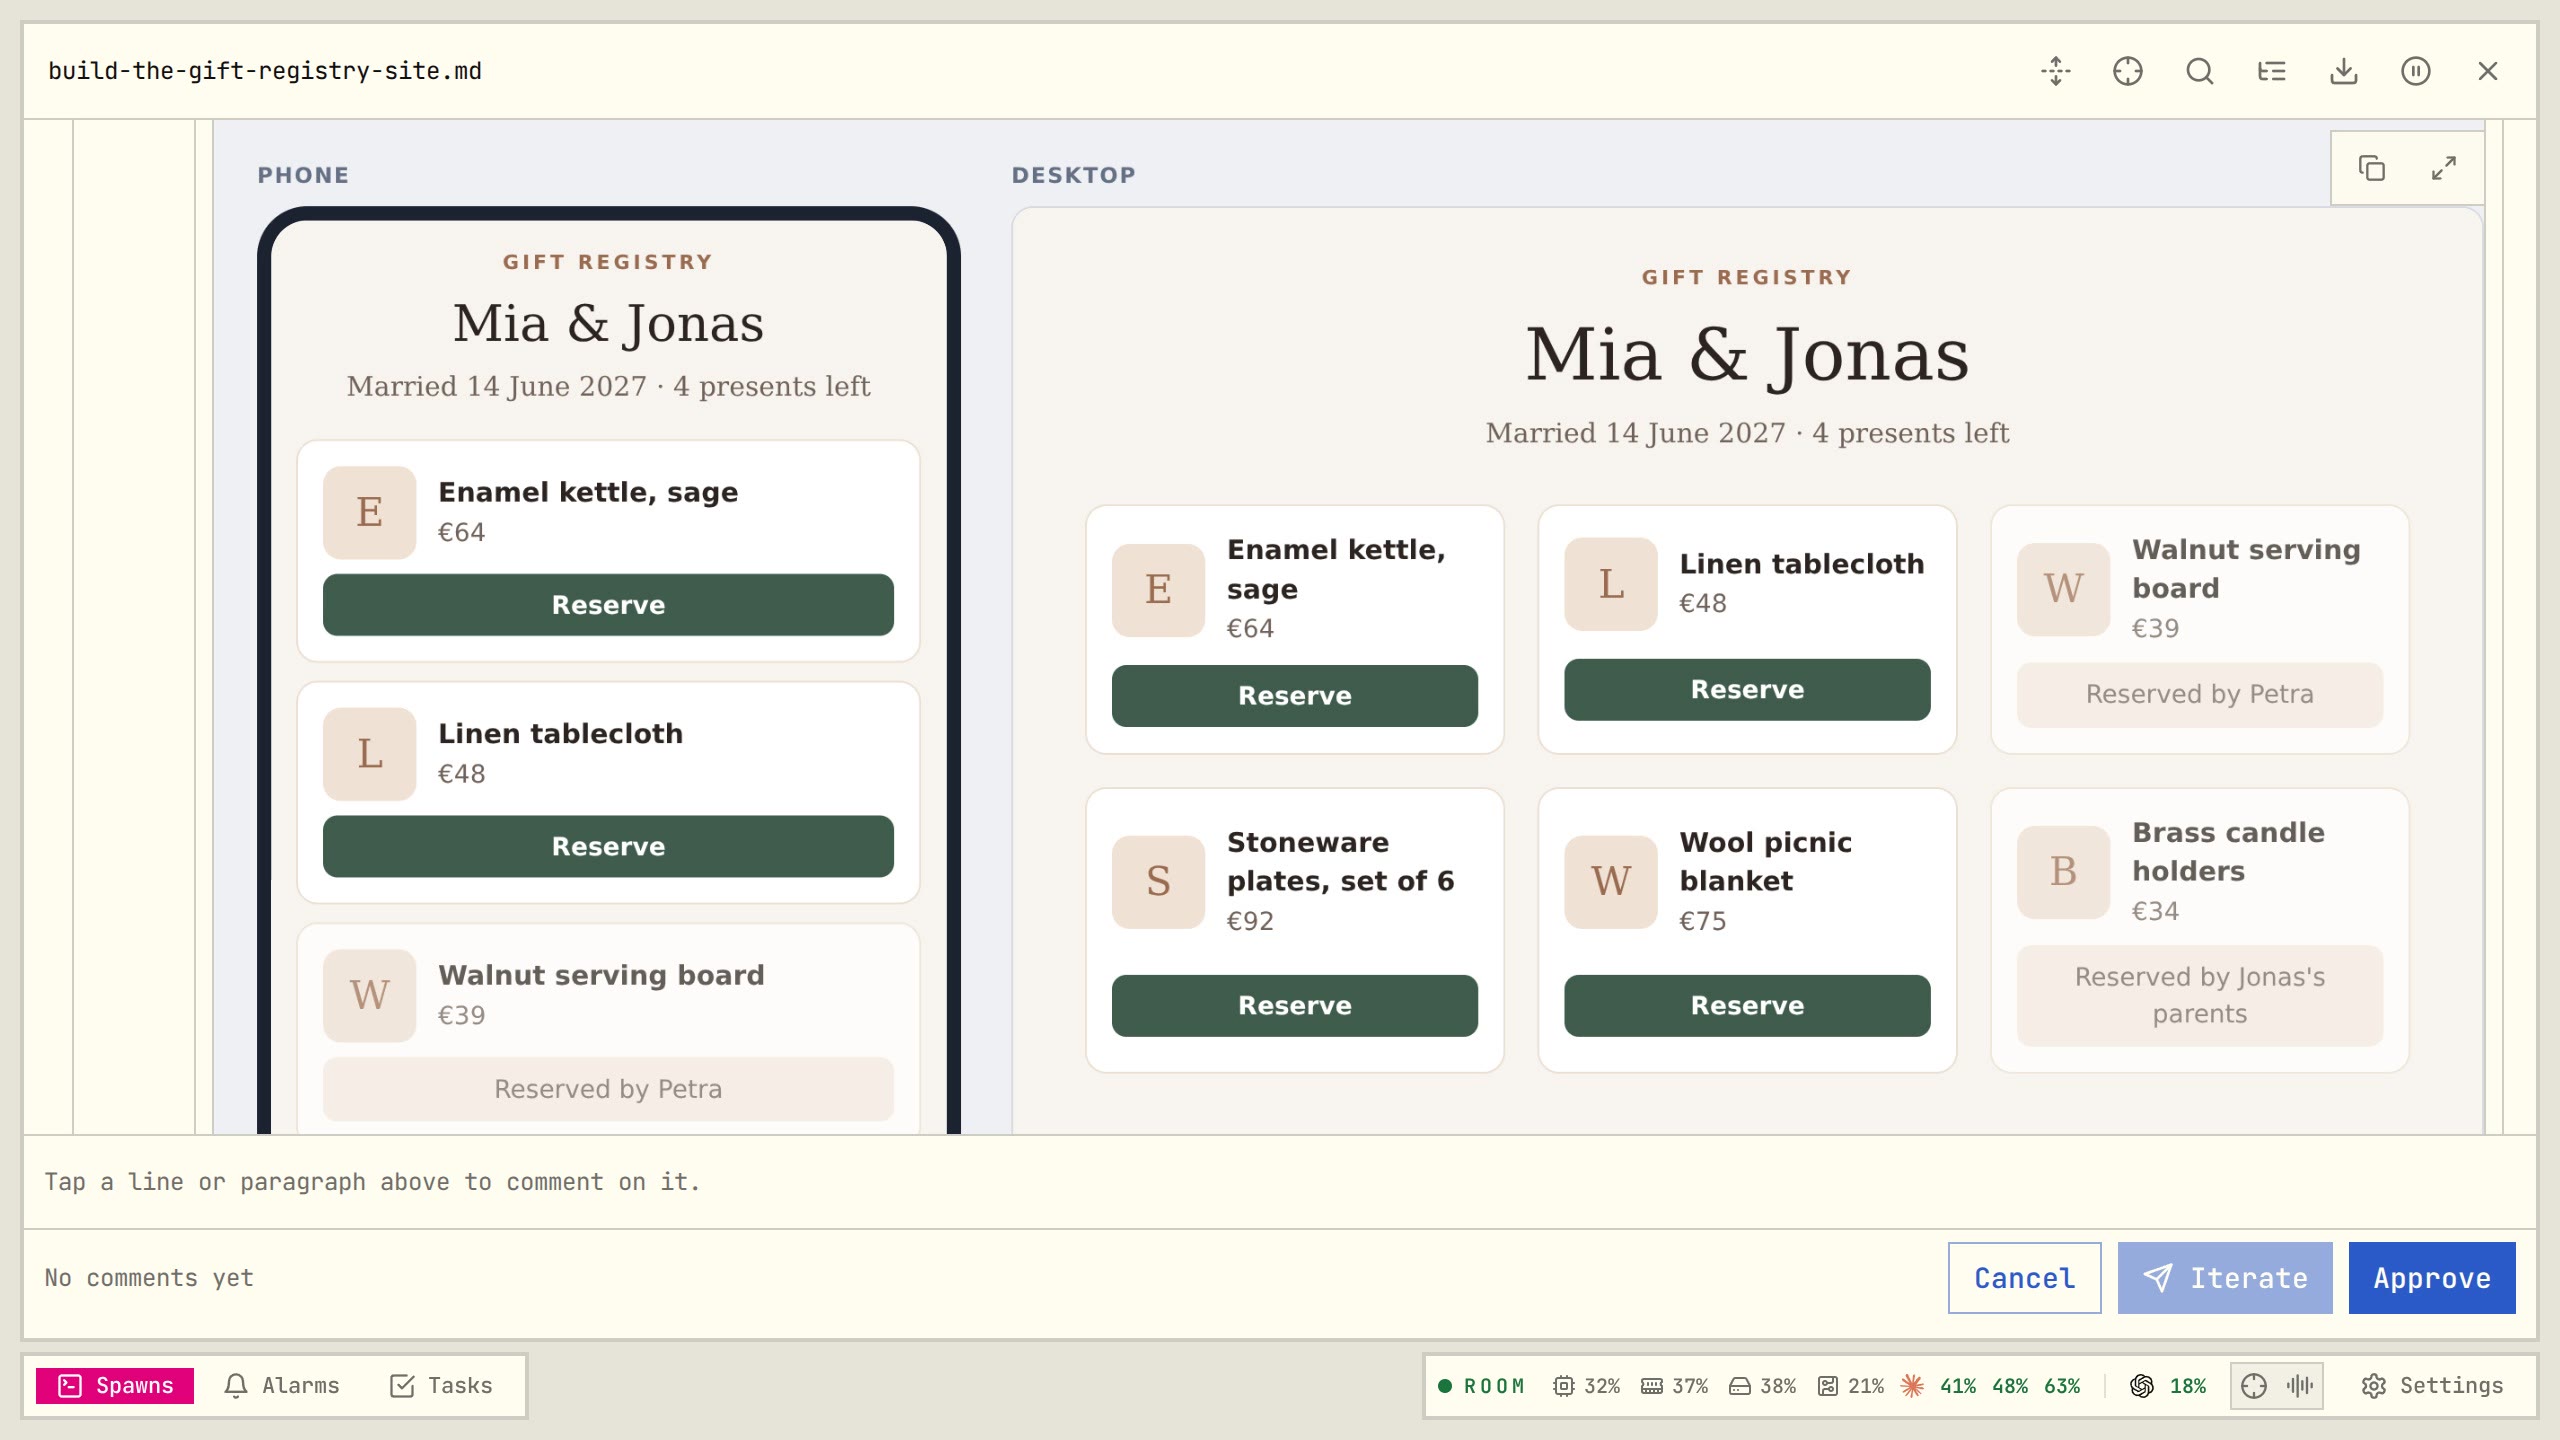 build-the-gift-registry-site.md
PHONE
GIFT REGISTRY
Mia & Jonas
Married 14 June 2027 · 4 presents left
E
Enamel kettle, sage
€64
Reserve
L
Linen tablecloth
€48
Reserve
W
Walnut serving board
€39
Reserved by Petra
DESKTOP
GIFT REGISTRY
Mia & Jonas
Married 14 June 2027 · 4 presents left
E
Enamel kettle,
sage
€64
Reserve
L
Linen tablecloth
€48
Reserve
W
Walnut serving
board
€39
Reserved by Petra
S
Stoneware
plates, set of 6
€92
Reserve
W
Wool picnic
blanket
€75
Reserve
B
Brass candle
holders
€34
Reserved by Jonas's
parents
Tap a line or paragraph above to comment on it.
No comments yet
Cancel
Iterate
Approve
Spawns
Alarms
Tasks
ROOM
32%
37%
38%
21%
41% 48% 63%
18%
Settings